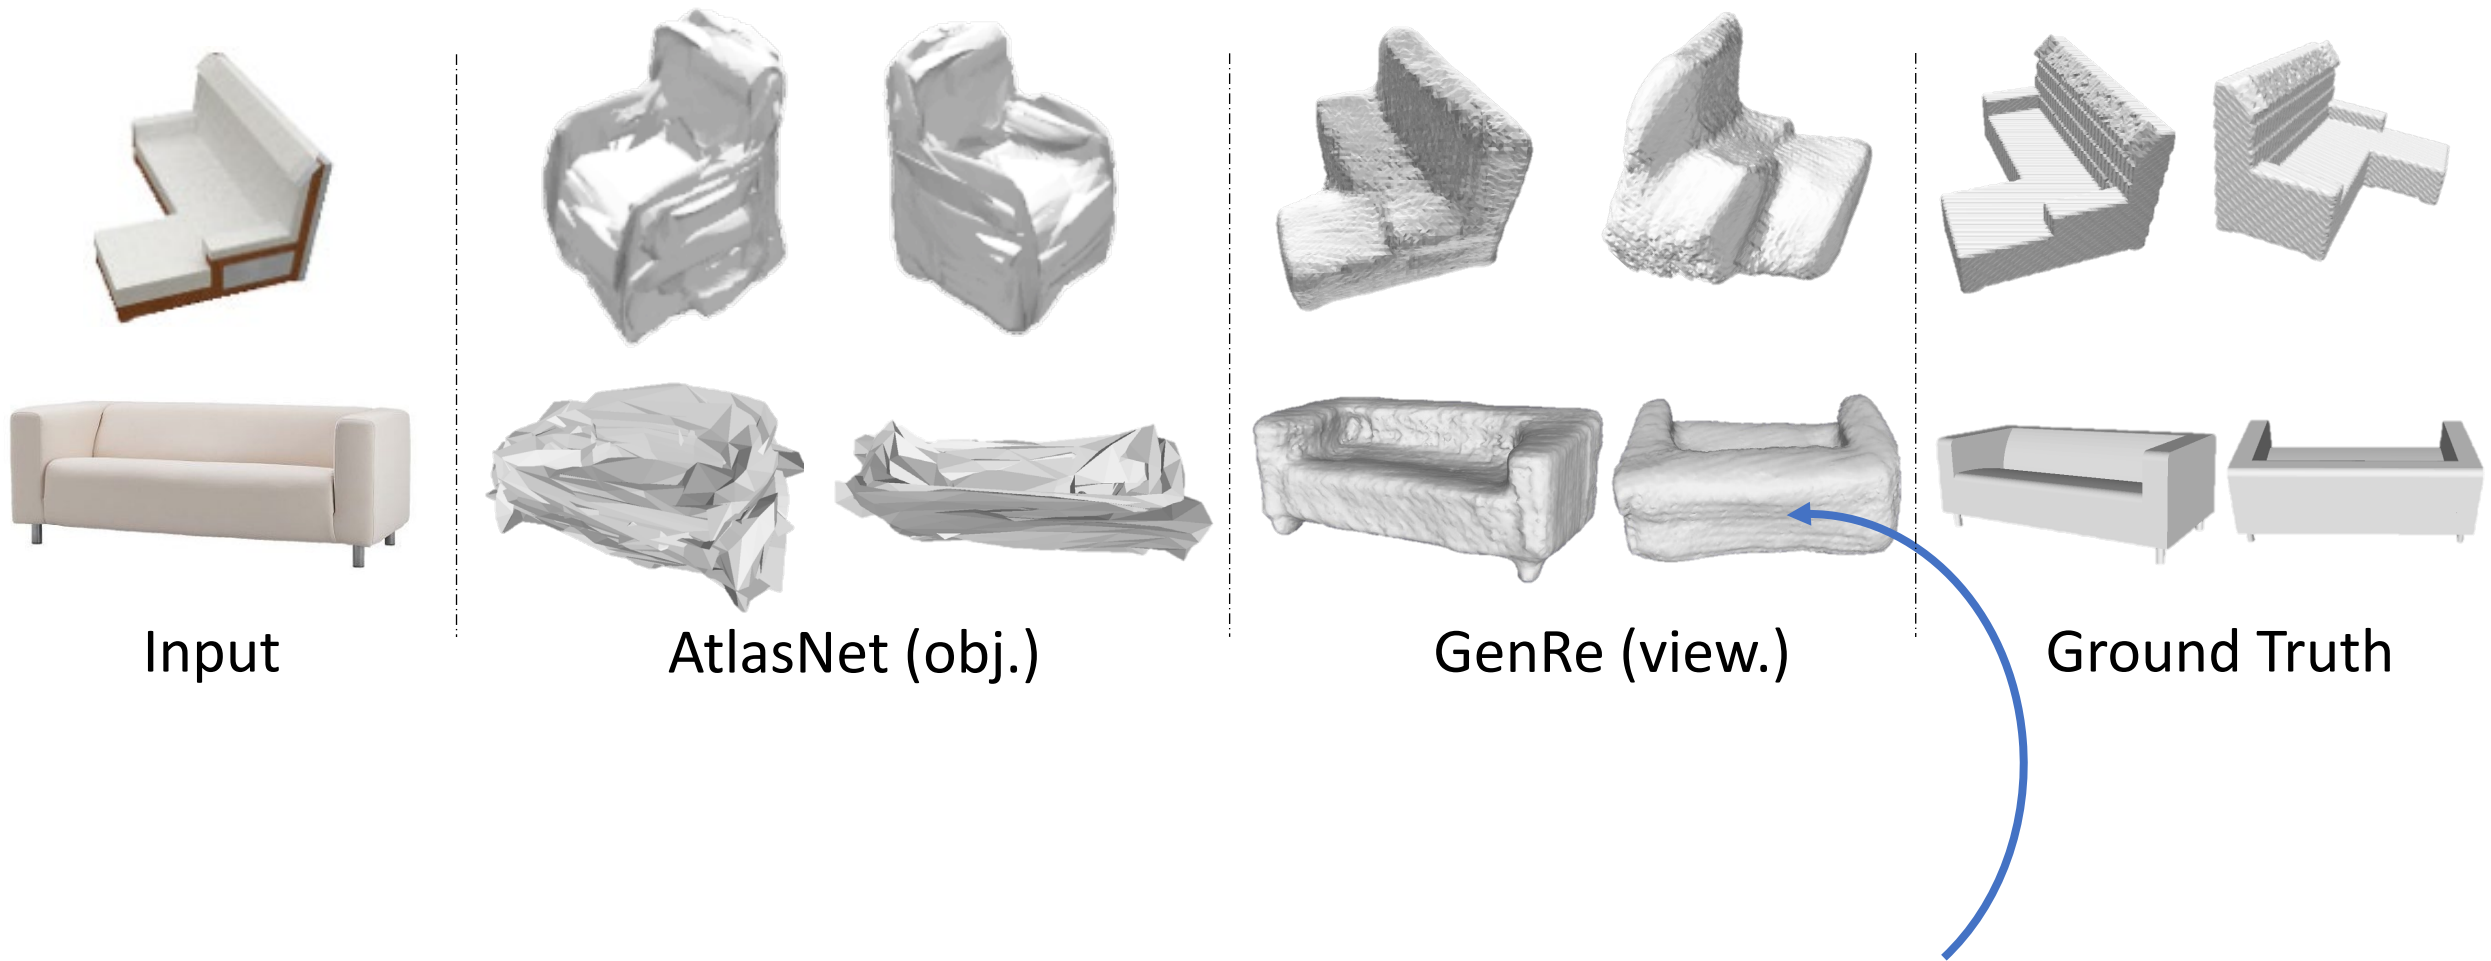 Input
AtlasNet (obj.)
GenRe (view.)
Ground Truth